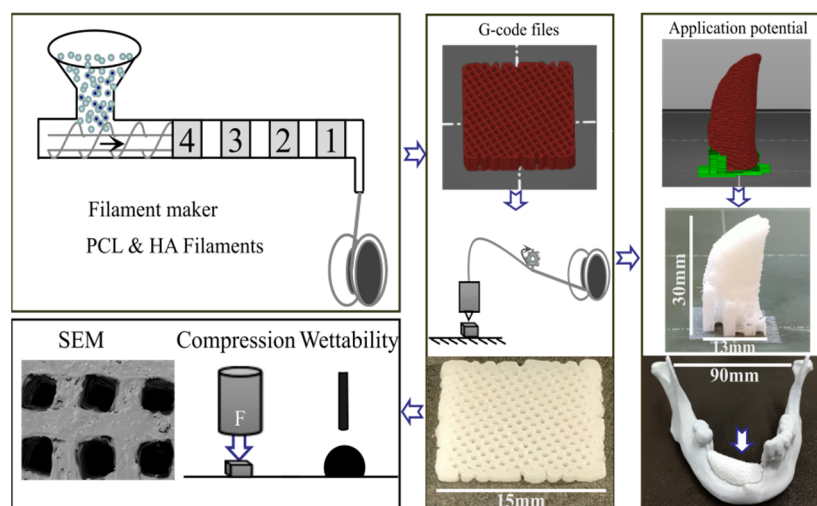 4 3 2 1
Filament maker
PCL & HA Filaments
SEM
Compression Wettability
F
G-code files
15mm
Application potential
30mm
13mm
90mm